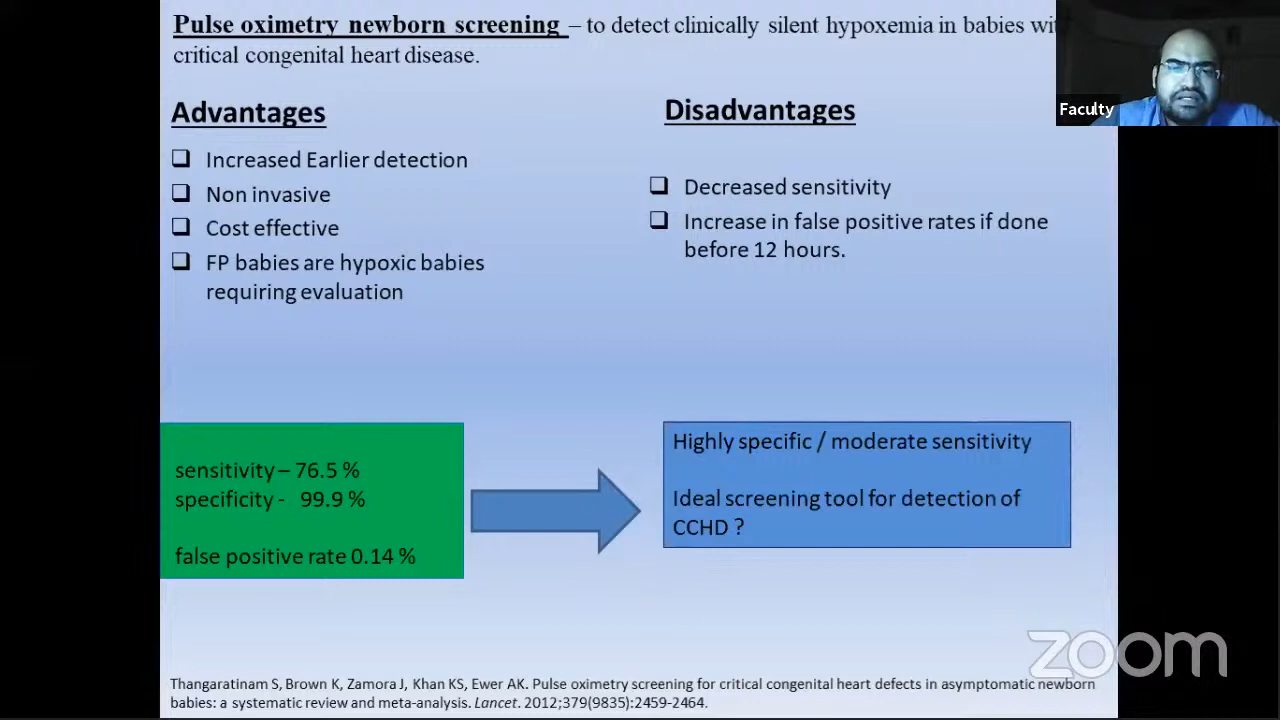 Pulse oximetry newborn screening – to detect clinically silent hypoxemia in babies
critical congenital heart disease.
Faculty
Advantages
Increased Earlier detection
Non invasive
Cost effective
FP babies are hypoxic babies
requiring evaluation
Disadvantages
Decreased sensitivity
Increase in false positive rates if done
before 12 hours.
sensitivity – 76.5 %
specificity - 99.9 %
false positive rate 0.14 %
Highly specific / moderate sensitivity
Ideal screening tool for detection of
CCHD ?
zoom
Thangaratinam S, Brown K, Zamora J, Khan KS, Ewer AK. Pulse oximetry screening for critical congenital heart defects in asymptomatic newborn
babies: a systematic review and meta-analysis. Lancet. 2012;379(9835):2459-2464.